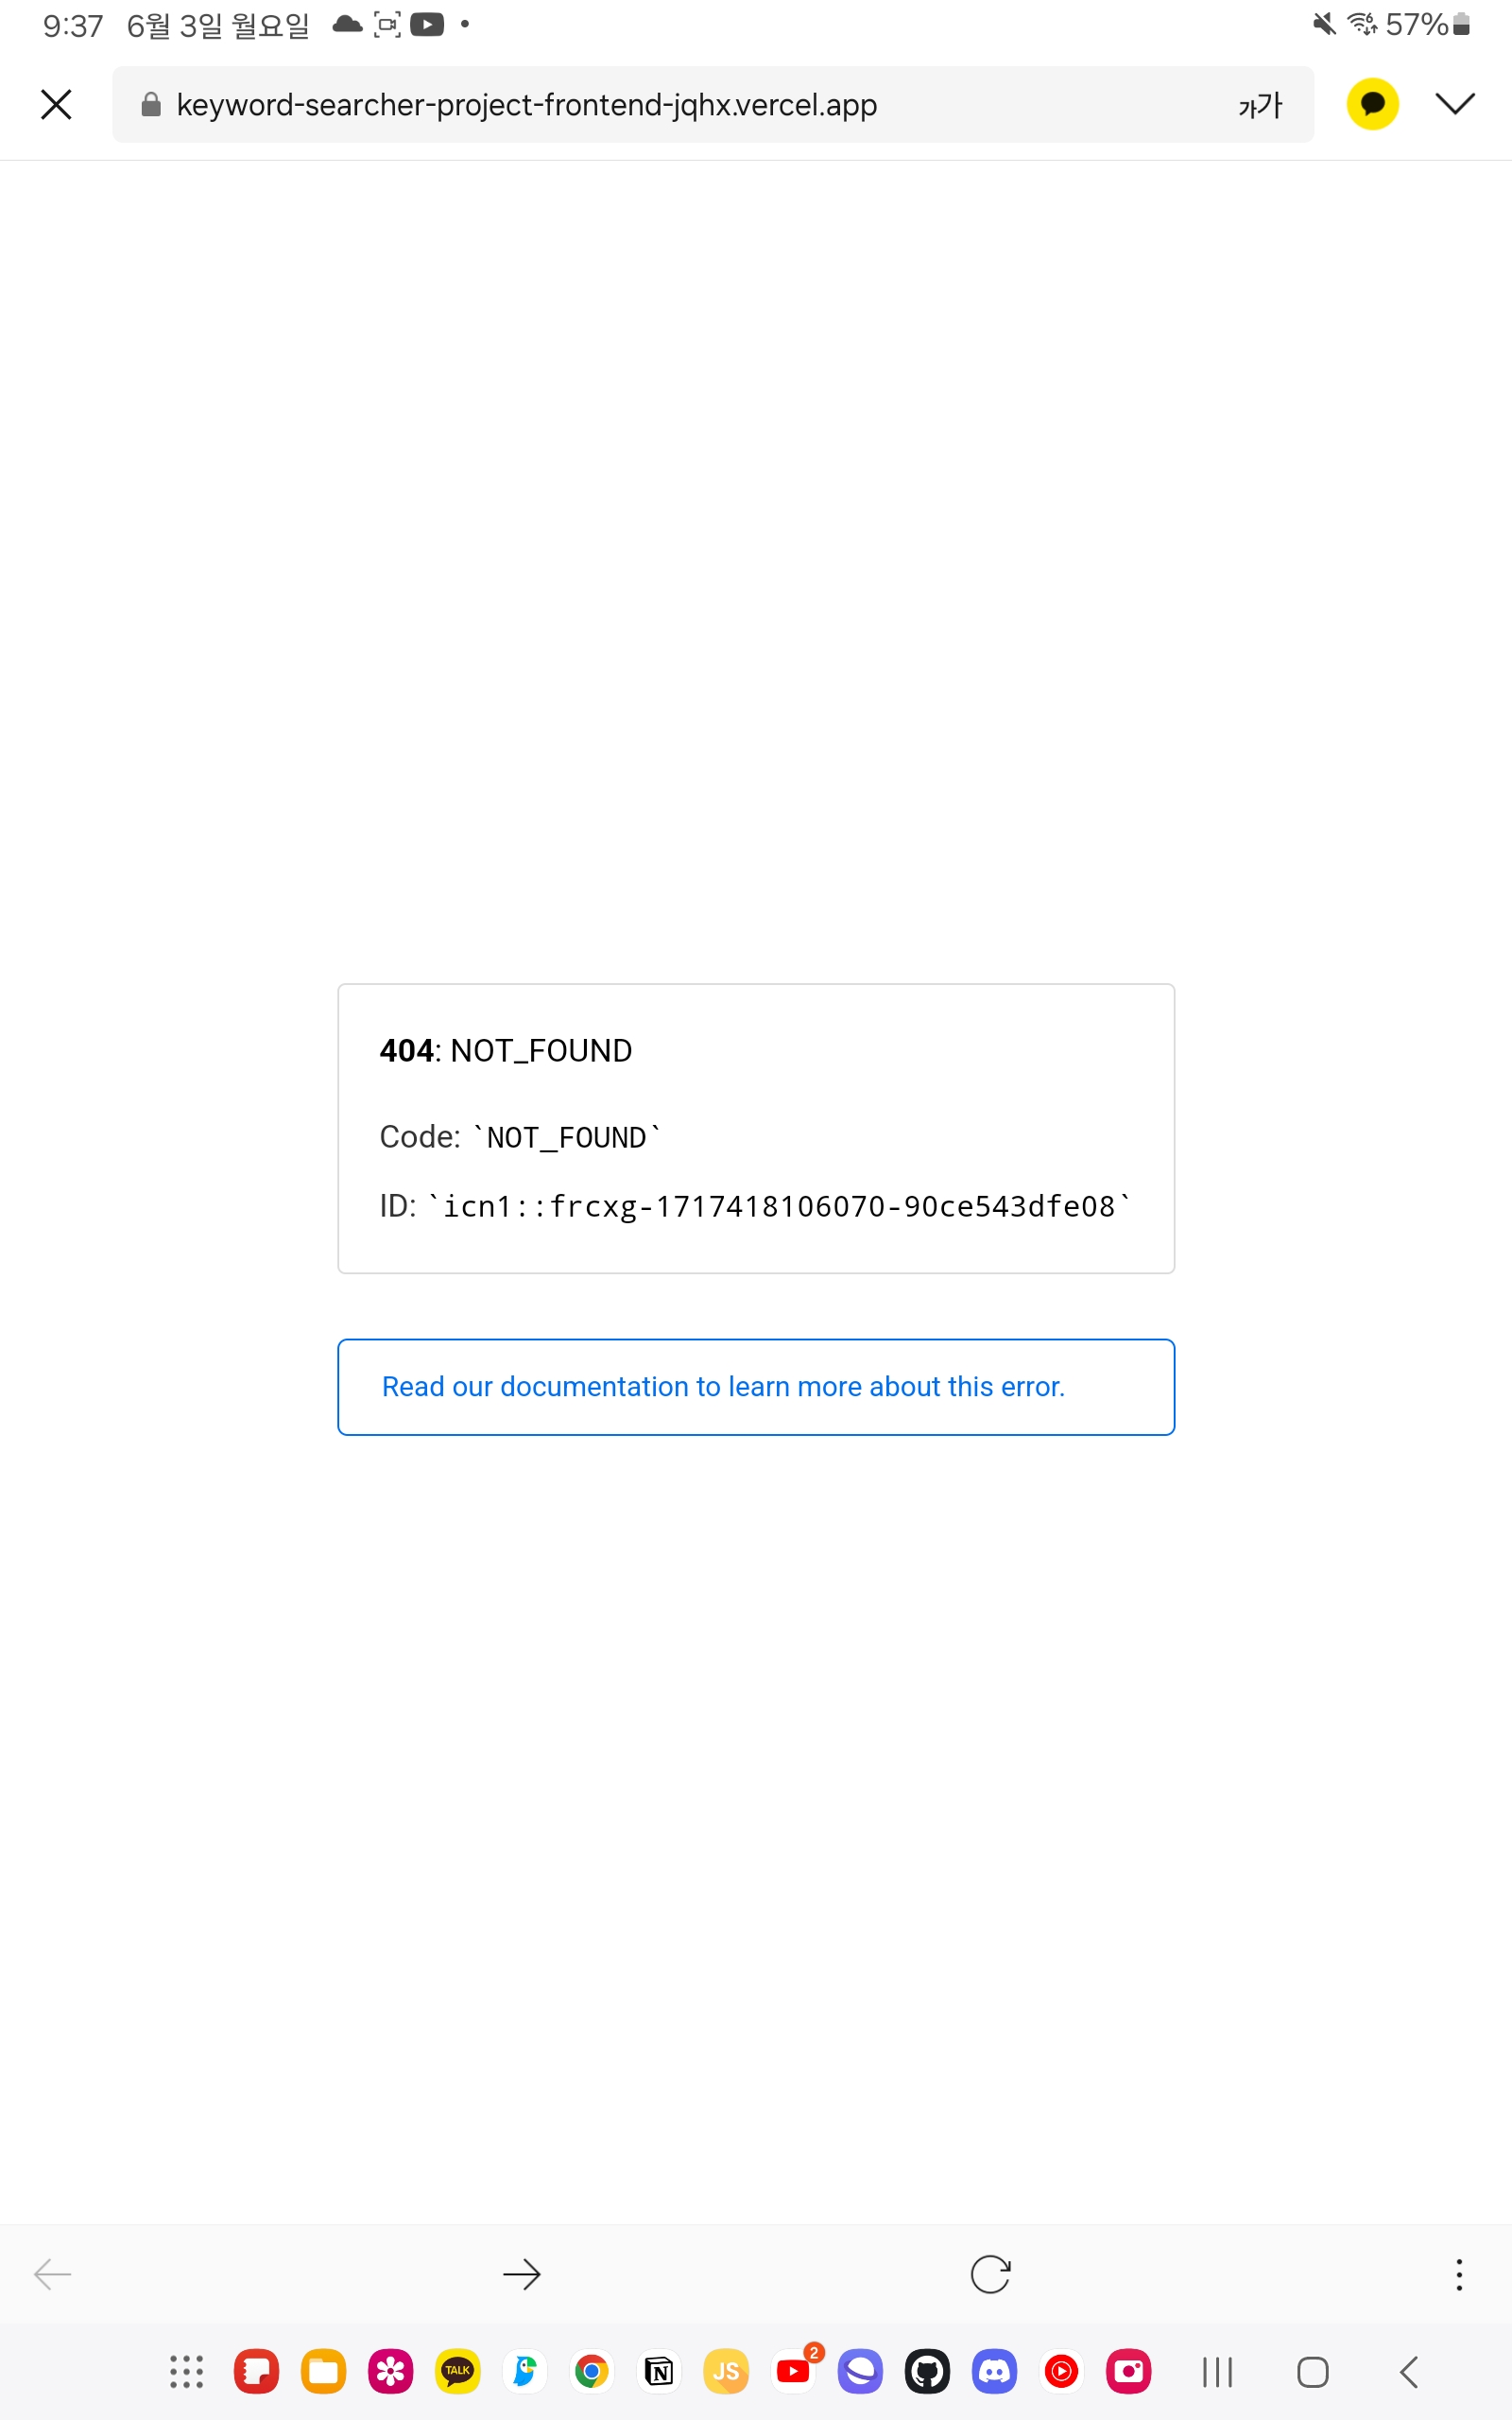 9:37 6월 3일 월요일
57%
keyword-searcher-project-frontend-jqhx.vercel.app
가가
404: NOT_FOUND
Code: `NOT_FOUND`
ID: `icn1::frcxg-1717418106070-90ce543dfe08`
Read our documentation to learn more about this error.
TALK
N
JS
2